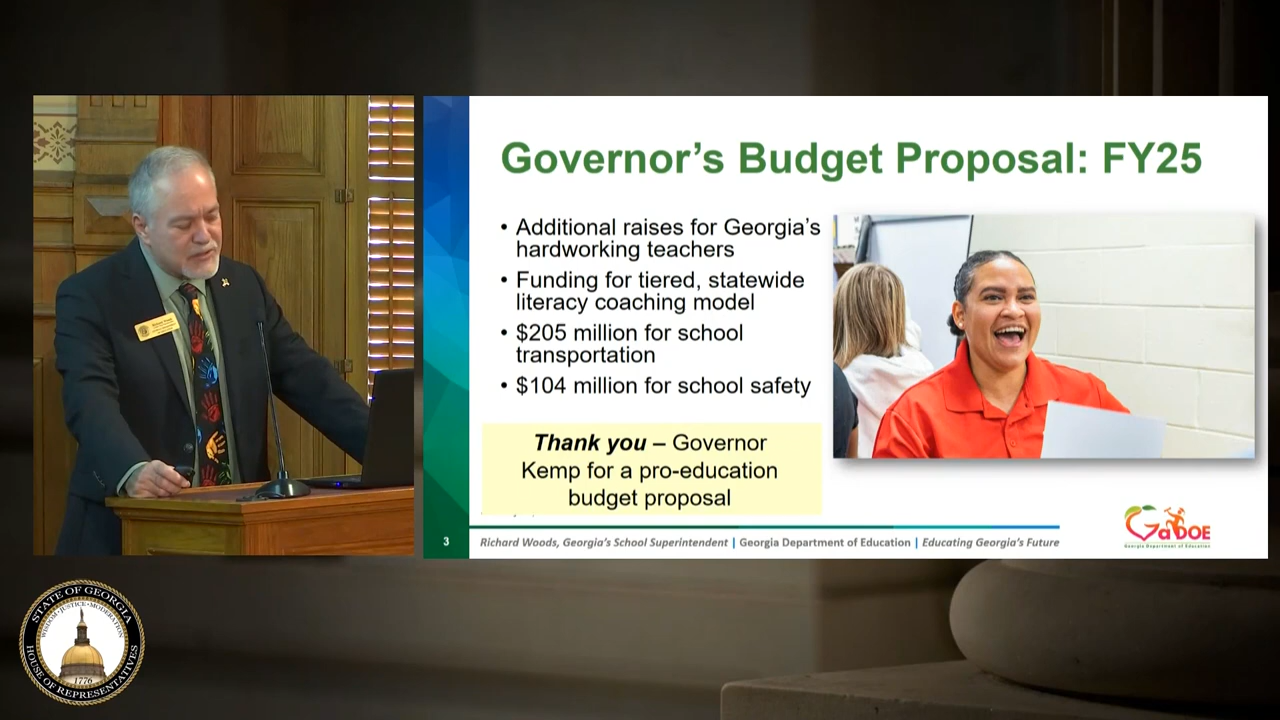 Governor’s Budget Proposal: FY25
• Additional raises for Georgia’s
hardworking teachers
• Funding for tiered, statewide
literacy coaching model
• $205 million for school
transportation
• $104 million for school safety
Thank you – Governor
Kemp for a pro-education
budget proposal
3
Richard Woods, Georgia’s School Superintendent | Georgia Department of Education | Educating Georgia’s Future
GaDOE
Georgia Department of Education
STATE OF GEORGIA
WISDOM • JUSTICE • MODERATION
1776
HOUSE OF REPRESENTATIVES